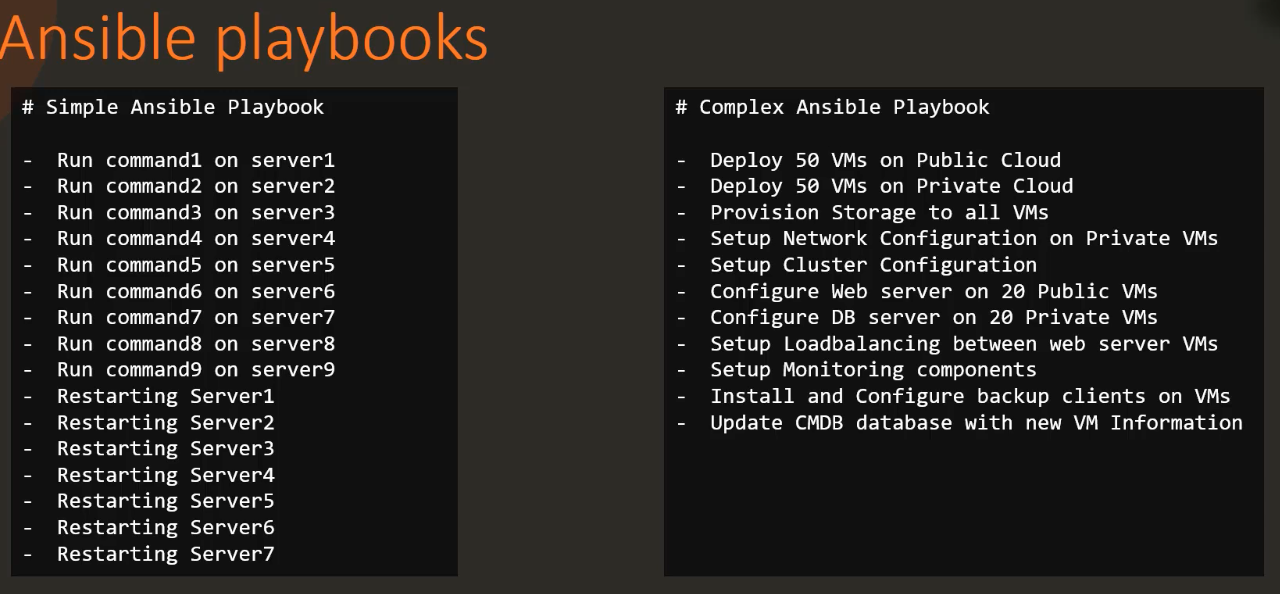 Ansible playbooks
# Simple Ansible Playbook
- Run command1 on server1
- Run command2 on server2
- Run command3 on server3
- Run command4 on server4
- Run command5 on server5
- Run command6 on server6
- Run command7 on server7
- Run command8 on server8
- Run command9 on server9
- Restarting Server1
- Restarting Server2
- Restarting Server3
- Restarting Server4
- Restarting Server5
- Restarting Server6
- Restarting Server7
# Complex Ansible Playbook
- Deploy 50 VMs on Public Cloud
- Deploy 50 VMs on Private Cloud
- Provision Storage to all VMs
- Setup Network Configuration on Private VMs
- Setup Cluster Configuration
- Configure Web server on 20 Public VMs
- Configure DB server on 20 Private VMs
- Setup Loadbalancing between web server VMs
- Setup Monitoring components
- Install and Configure backup clients on VMs
- Update CMDB database with new VM Information